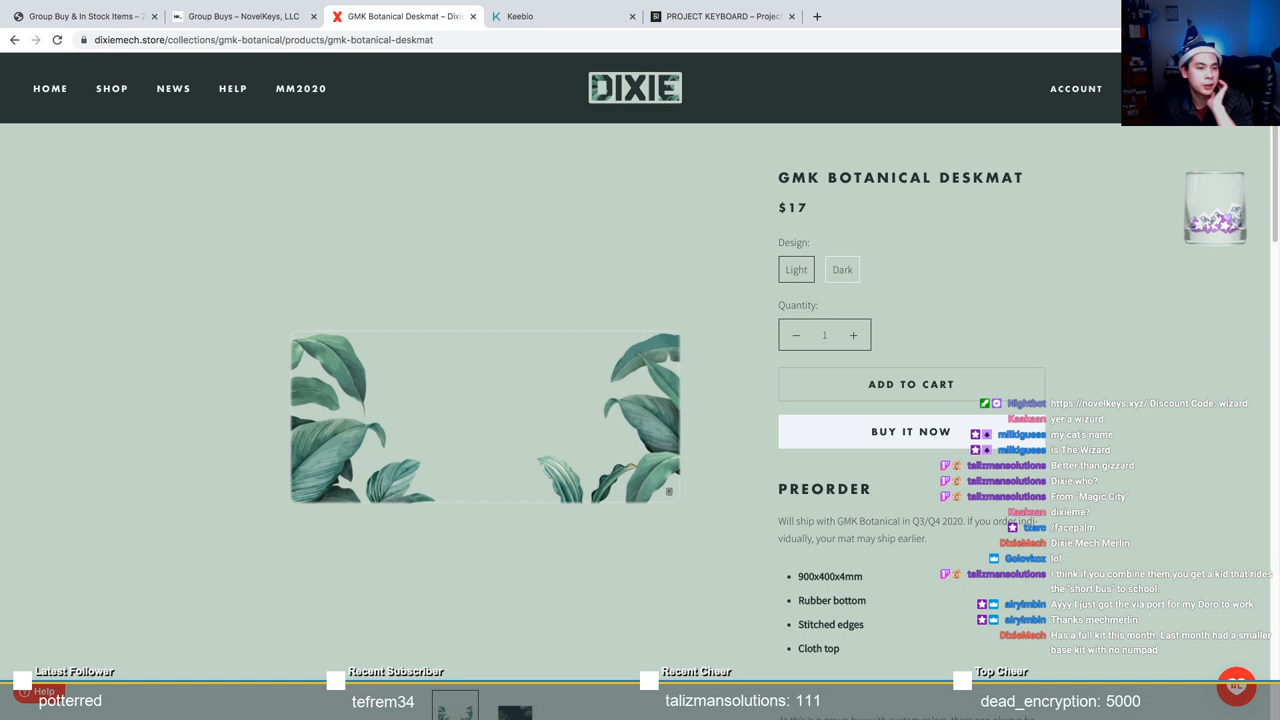 Group Buy & In Stock Items – 2
Group Buys – NovelKeys, LLC
GMK Botanical Deskmat – Dixie
Keebio
PROJECT KEYBOARD – Project
dixiemech.store/collections/gmk-botanical/products/gmk-botanical-deskmat
HOME
SHOP
NEWS
HELP
MM2020
DIXIE
ACCOUNT
GMK BOTANICAL DESKMAT
$17
Design:
Light
Dark
Quantity:
− 1 +
ADD TO CART
BUY IT NOW
PREORDER
Will ship with GMK Botanical in Q3/Q4 2020. If you order indi-
vidually, your mat may ship earlier.
• 900x400x4mm
• Rubber bottom
• Stitched edges
• Cloth top
Nightbot https://novelkeys.xyz/ Discount Code: wizard
Kaakaan yer a wizurd
milkiguess my cat's name
milkiguess is The Wizard
talizmansolutions Better than gizzard
talizmansolutions Dixie who?
talizmansolutions From "Magic City"
Kaakaan dixieme?
/facepalm
DixieMech Dixie Mech Merlin
Golovkoz lol
talizmansolutions I think if you combine them you get a kid that rides
the "short bus" to school.
airyimbin Ayyy I just got the via port for my Doro to work
airyimbin Thanks mechmerlin
DixieMech Has a full kit this month. Last month had a smaller
base kit with no numpad
Help
Latest Follower
potterred
Recent Subscriber
tefrem34
Recent Cheer
talizmansolutions: 111
Top Cheer
dead_encryption: 5000